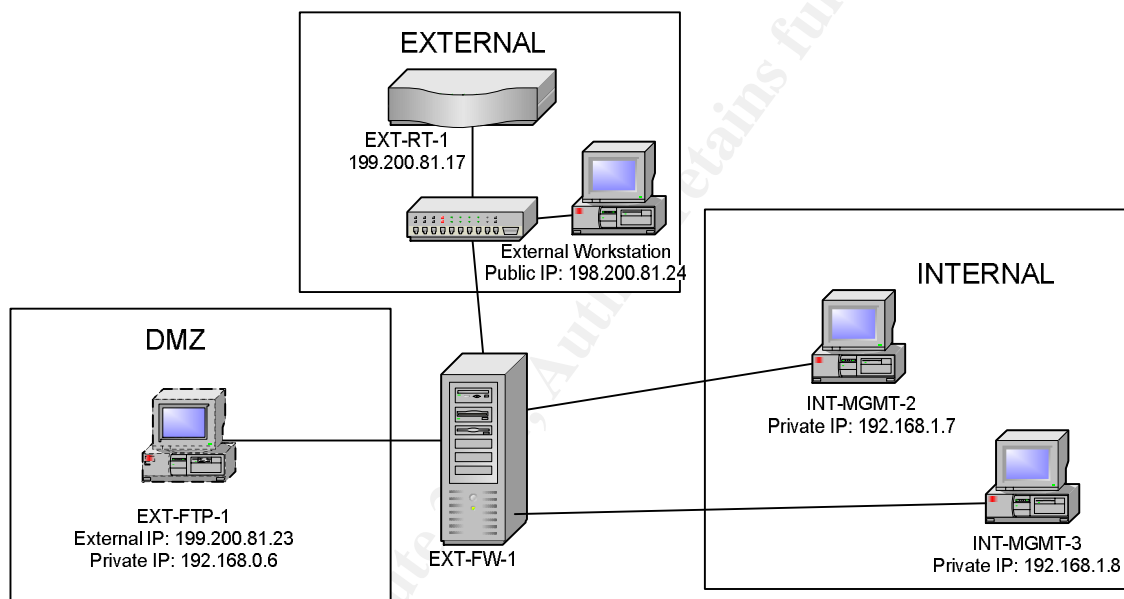 EXTERNAL
EXT-RT-1
199.200.81.17
External Workstation
Public IP: 198.200.81.24
INTERNAL
INT-MGMT-2
Private IP: 192.168.1.7
INT-MGMT-3
Private IP: 192.168.1.8
DMZ
EXT-FTP-1
External IP: 199.200.81.23
Private IP: 192.168.0.6
EXT-FW-1